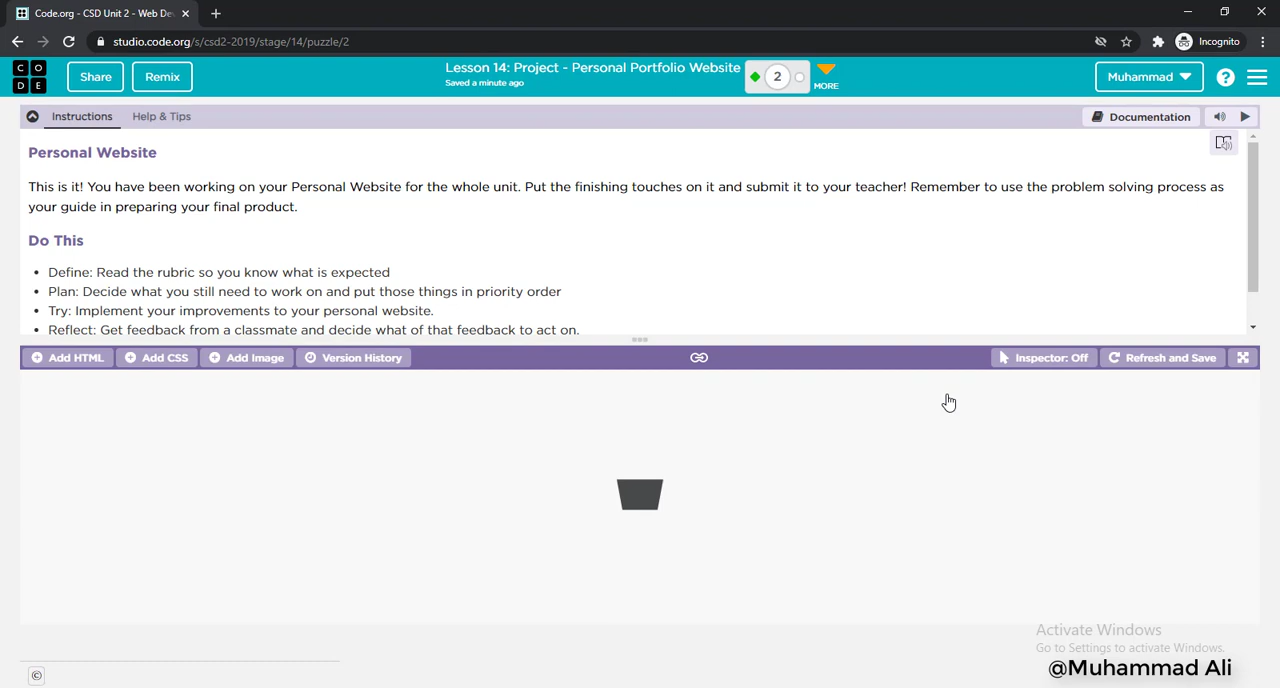 Code.org - CSD Unit 2 - Web De
studio.code.org/s/csd2-2019/stage/14/puzzle/2
Incognito
C O D E
Share
Remix
Lesson 14: Project - Personal Portfolio Website
Saved a minute ago
2
MORE
Muhammad
?
Instructions
Help & Tips
Documentation
Personal Website
This is it! You have been working on your Personal Website for the whole unit. Put the finishing touches on it and submit it to your teacher! Remember to use the problem solving process as
your guide in preparing your final product.
Do This
• Define: Read the rubric so you know what is expected
• Plan: Decide what you still need to work on and put those things in priority order
• Try: Implement your improvements to your personal website.
• Reflect: Get feedback from a classmate and decide what of that feedback to act on.
Add HTML
Add CSS
Add Image
Version History
Inspector: Off
Refresh and Save
Activate Windows
Go to Settings to activate Windows.
@Muhammad Ali
©